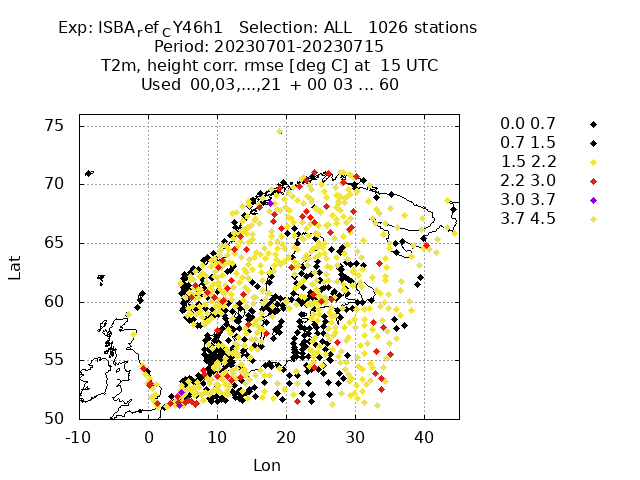 Exp: ISBArefCY46h1 Selection: ALL 1026 stations
Period: 20230701-20230715
T2m, height corr. rmse [deg C] at 15 UTC
Used 00,03,...,21 + 00 03 ... 60
0.0 0.7
0.7 1.5
1.5 2.2
2.2 3.0
3.0 3.7
3.7 4.5
75
70
65
60
55
50
Lat
-10 0 10 20 30 40
Lon